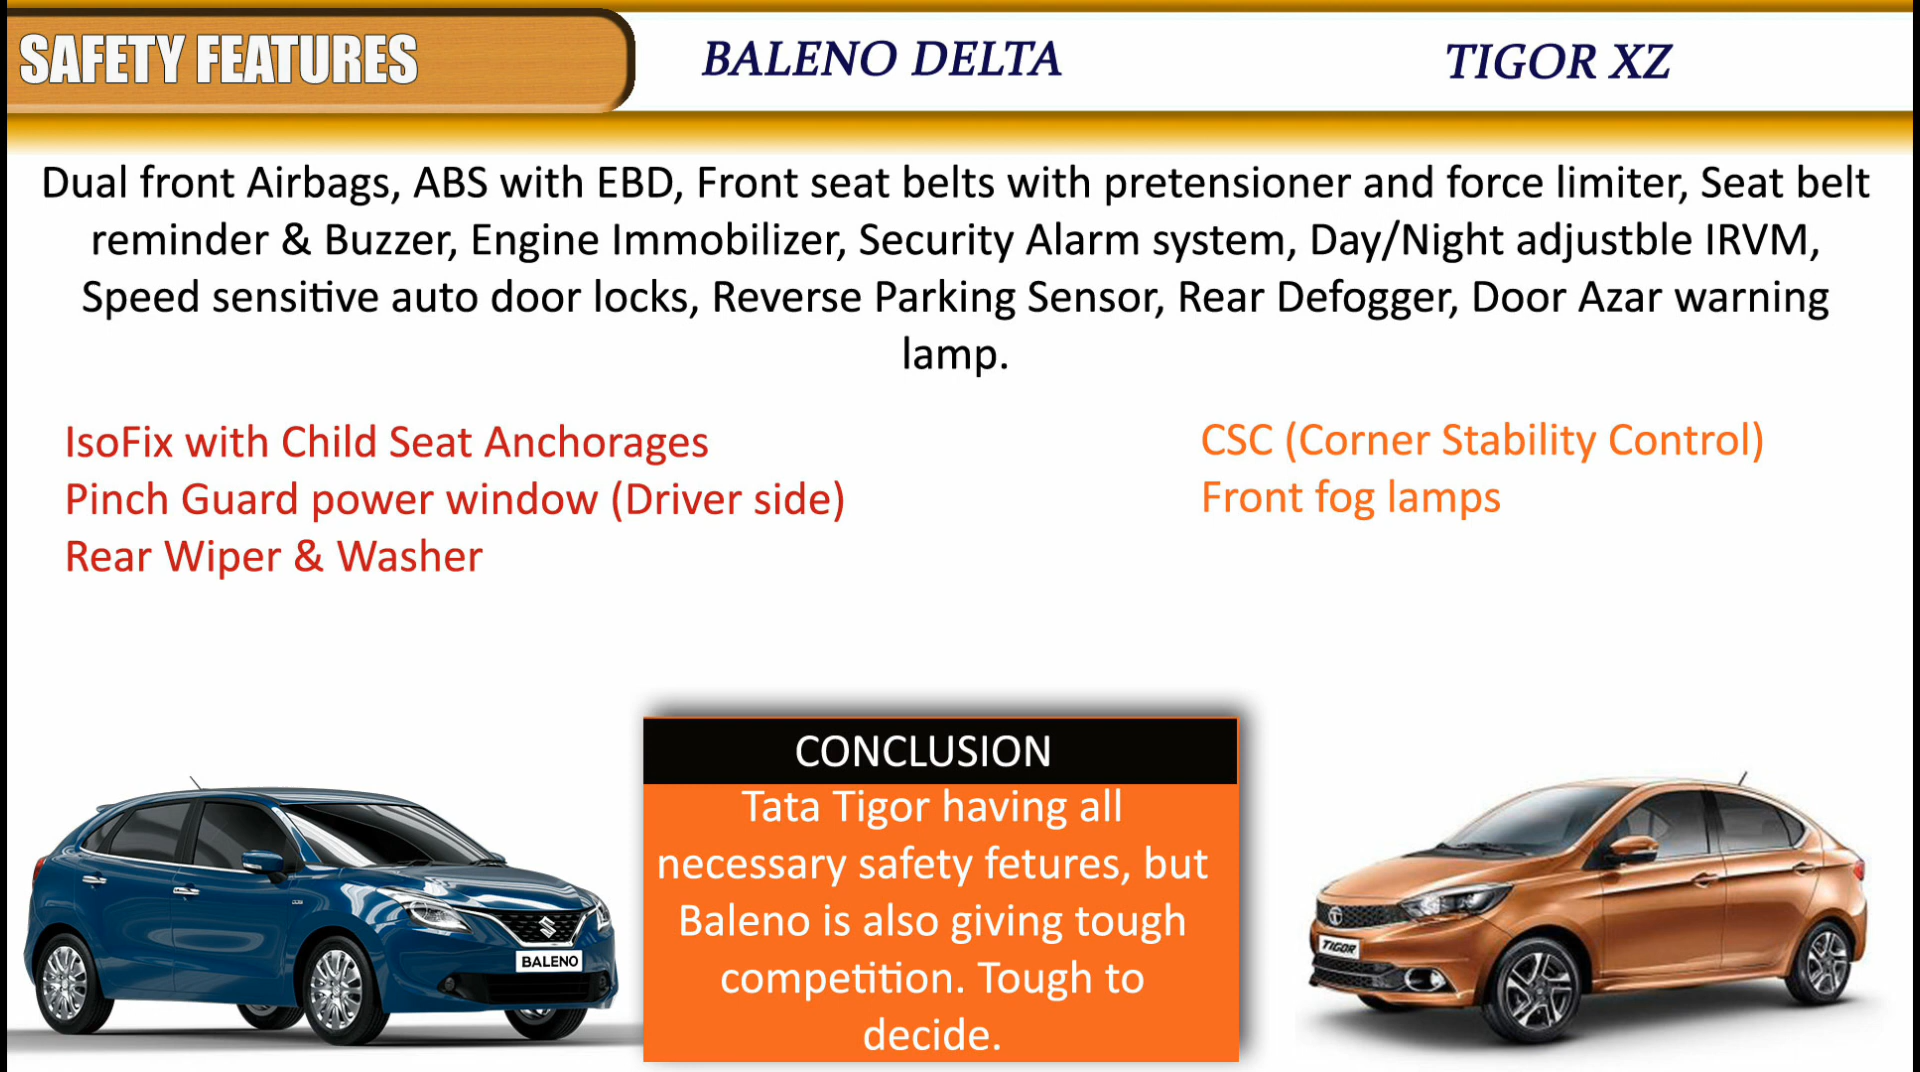 SAFETY FEATURES
BALENO DELTA
TIGOR XZ
Dual front Airbags, ABS with EBD, Front seat belts with pretensioner and force limiter, Seat belt
reminder & Buzzer, Engine Immobilizer, Security Alarm system, Day/Night adjustble IRVM,
Speed sensitive auto door locks, Reverse Parking Sensor, Rear Defogger, Door Azar warning
lamp.
IsoFix with Child Seat Anchorages
Pinch Guard power window (Driver side)
Rear Wiper & Washer
CSC (Corner Stability Control)
Front fog lamps
CONCLUSION
Tata Tigor having all
necessary safety fetures, but
Baleno is also giving tough
competition. Tough to
decide.
BALENO
TIGOR